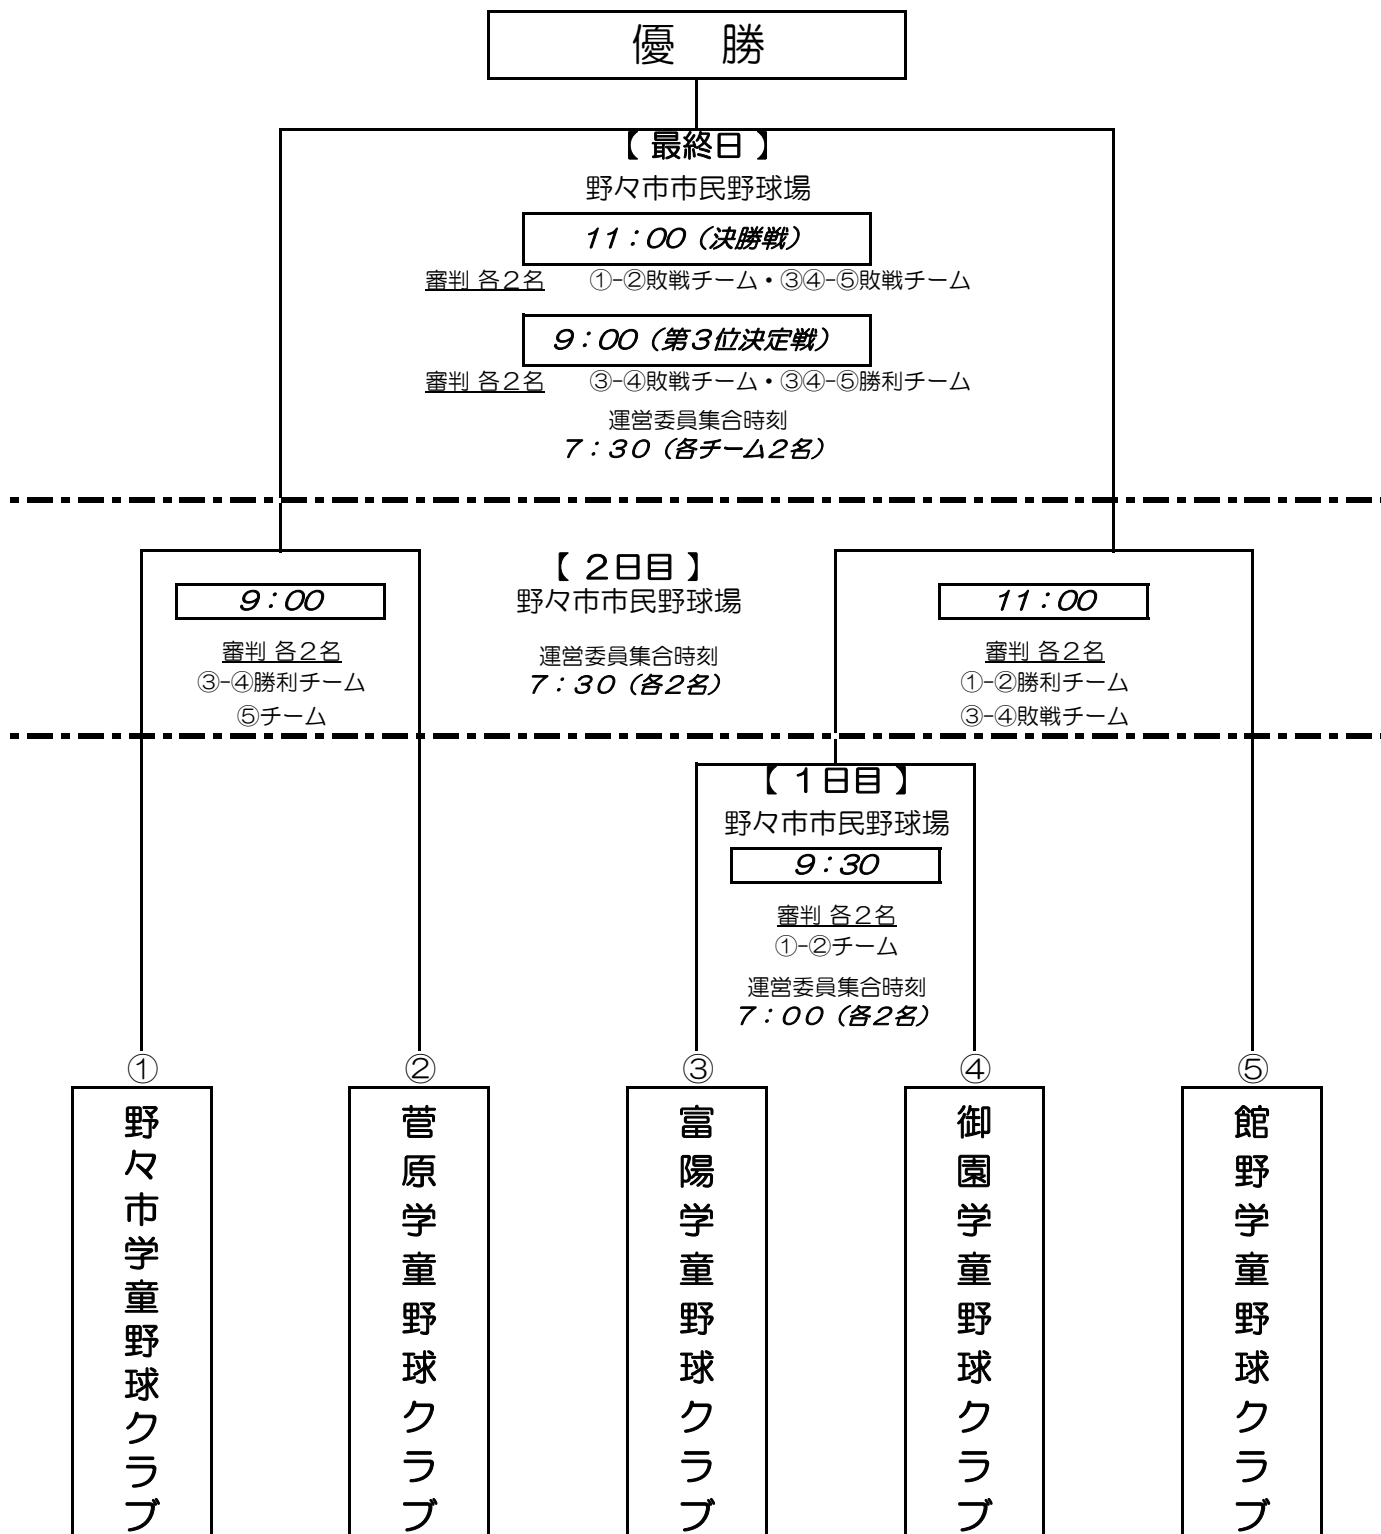 優　勝
【 最終日 】
野々市市民野球場
11：00（決勝戦）
審判 各２名　①-②敗戦チーム・③④-⑤敗戦チーム
９：00（第３位決定戦）
審判 各２名　③-④敗戦チーム・③④-⑤勝利チーム
運営委員集合時刻
７：３０（各チーム２名）
【 ２日目 】
野々市市民野球場
運営委員集合時刻
７：３０（各２名）
９：00
審判 各２名
③-④勝利チーム
⑤チーム
11：00
審判 各２名
①-②勝利チーム
③-④敗戦チーム
【 １日目 】
野々市市民野球場
９：30
審判 各２名
①-②チーム
運営委員集合時刻
７：００（各２名）
①
野々市学童野球クラブ
②
菅原学童野球クラブ
③
富陽学童野球クラブ
④
御園学童野球クラブ
⑤
館野学童野球クラブ